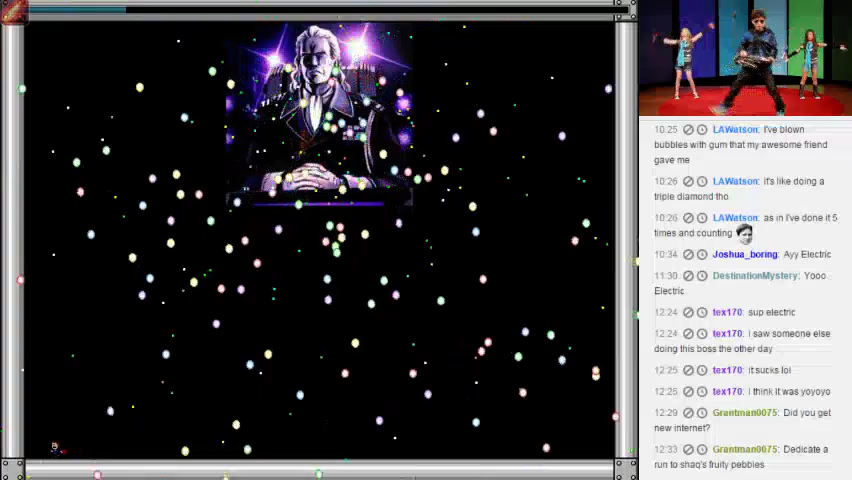 10:25 LAWatson: I've blown
bubbles with gum that my awesome friend
gave me
10:26 LAWatson: it's like doing a
triple diamond tho
10:26 LAWatson: as in I've done it 5
times and counting
10:34 Joshua_boring: Ayy Electric
11:30 DestinationMystery: Yooo
Electric
12:24 tex170: sup electric
12:24 tex170: I saw someone else
doing this boss the other day
12:25 tex170: it sucks lol
12:25 tex170: I think it was yoyoyo
12:29 Grantman0075: Did you get
new internet?
12:33 Grantman0075: Dedicate a
run to shaq's fruity pebbles